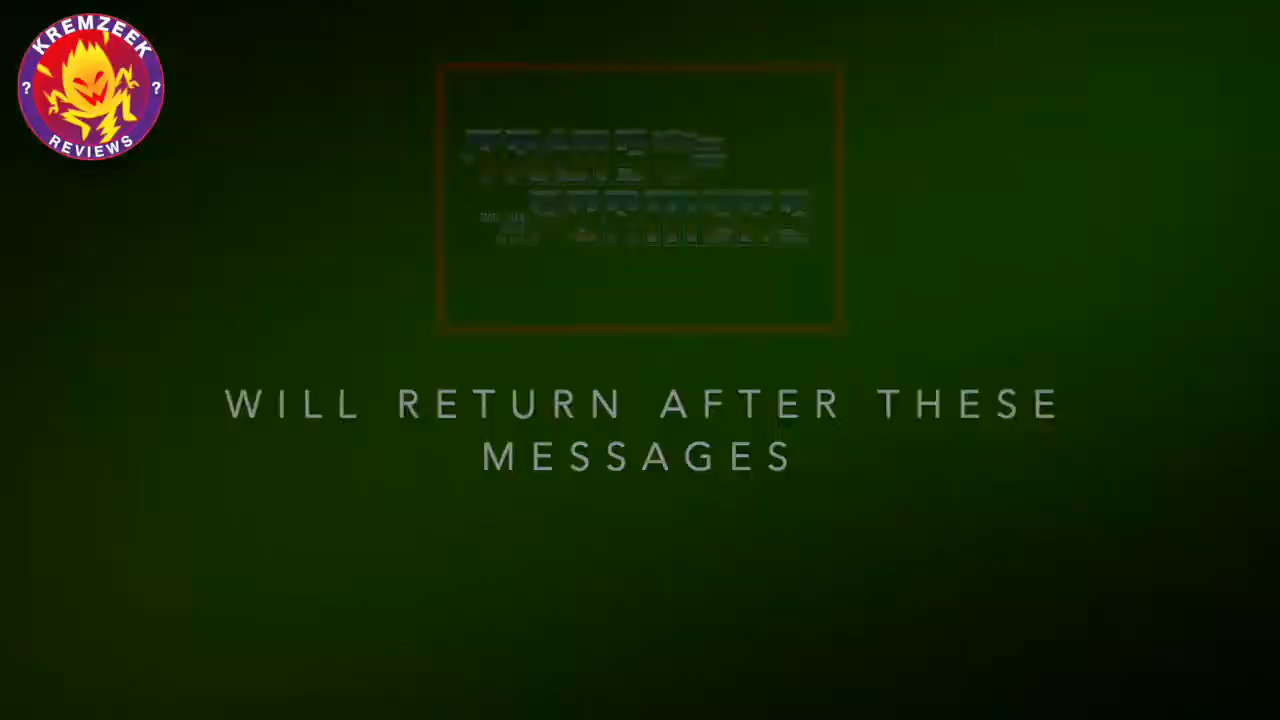 KREMZEEK
? ?
REVIEWS
WILL RETURN AFTER THESE
MESSAGES